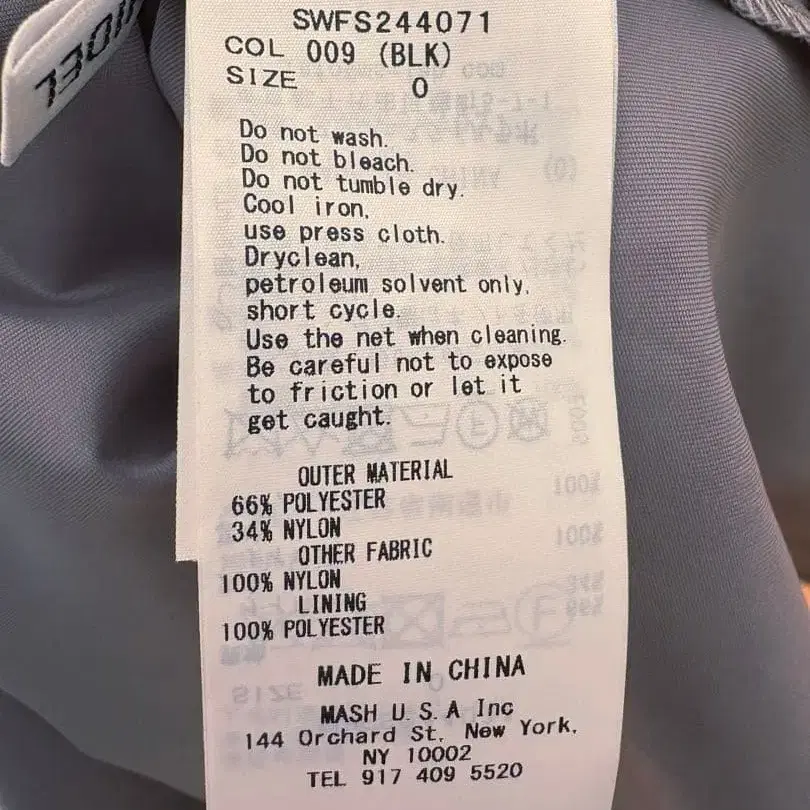 SWFS244071
COL 009 (BLK)
SIZE 0
Do not wash.
Do not bleach.
Do not tumble dry.
Cool iron,
use press cloth.
Dryclean,
petroleum solvent only,
short cycle.
Use the net when cleaning.
Be careful not to expose
to friction or let it
get caught.
OUTER MATERIAL
66% POLYESTER
34% NYLON
OTHER FABRIC
100% NYLON
LINING
100% POLYESTER
MADE IN CHINA
MASH U.S.A Inc
144 Orchard St. New York,
NY 10002
TEL 917 409 5520